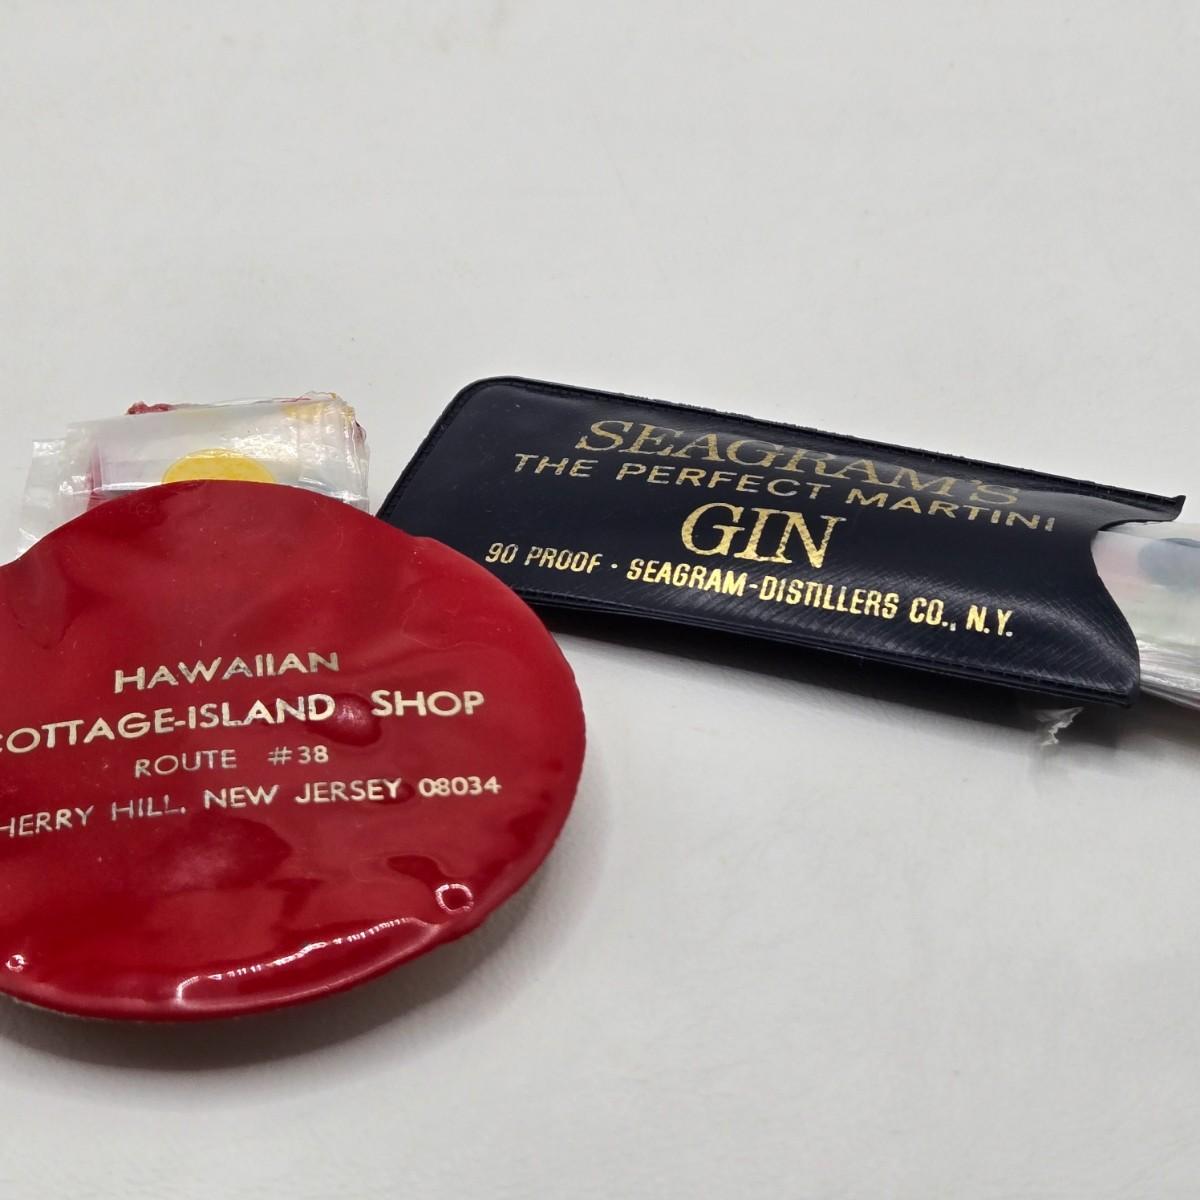 HAWAIIAN
COTTAGE-ISLAND SHOP
ROUTE #38
HERRY HILL, NEW JERSEY 08034
SEAGRAM'S
THE PERFECT MARTINI
GIN
90 PROOF · SEAGRAM-DISTILLERS CO., N.Y.